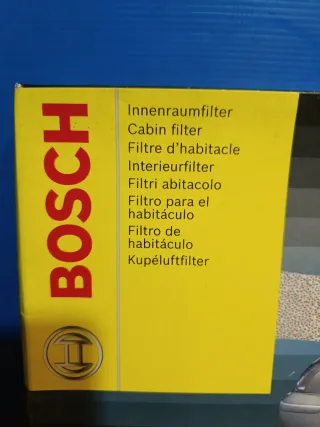 BOSCH
Innenraumfilter
Cabin filter
Filtre d'habitacle
Interieurfilter
Filtri abitacolo
Filtro para el
habitáculo
Filtro de
habitáculo
Kupéluftfilter